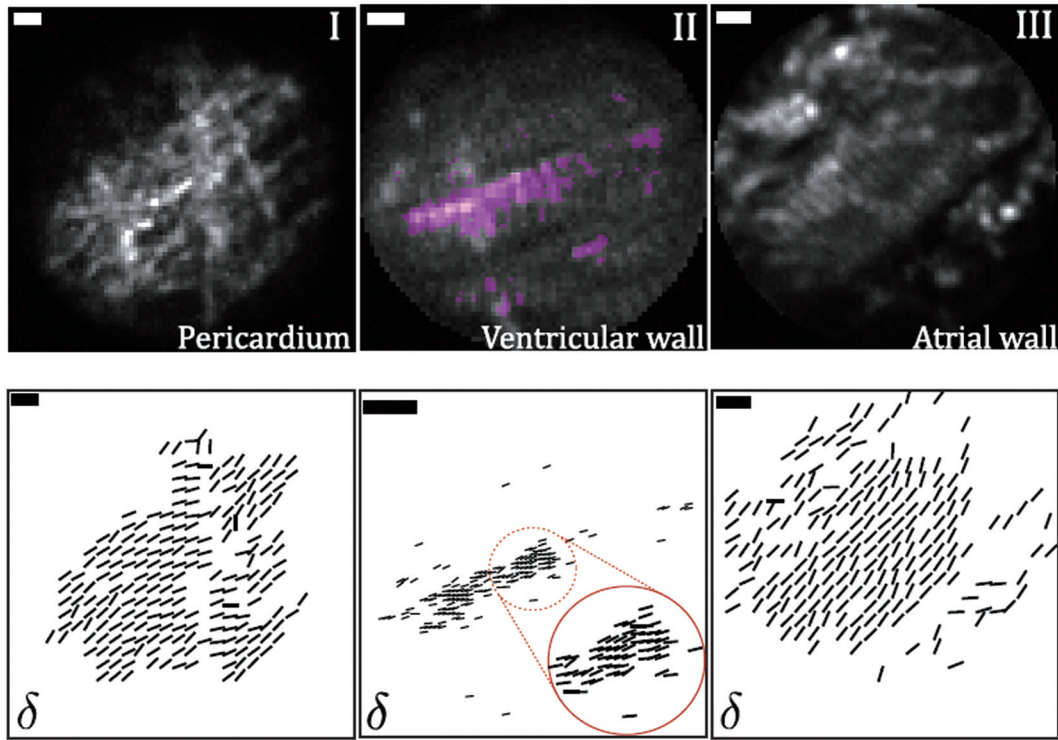 I
II
III
Pericardium
Ventricular wall
Atrial wall
δ
δ
δ